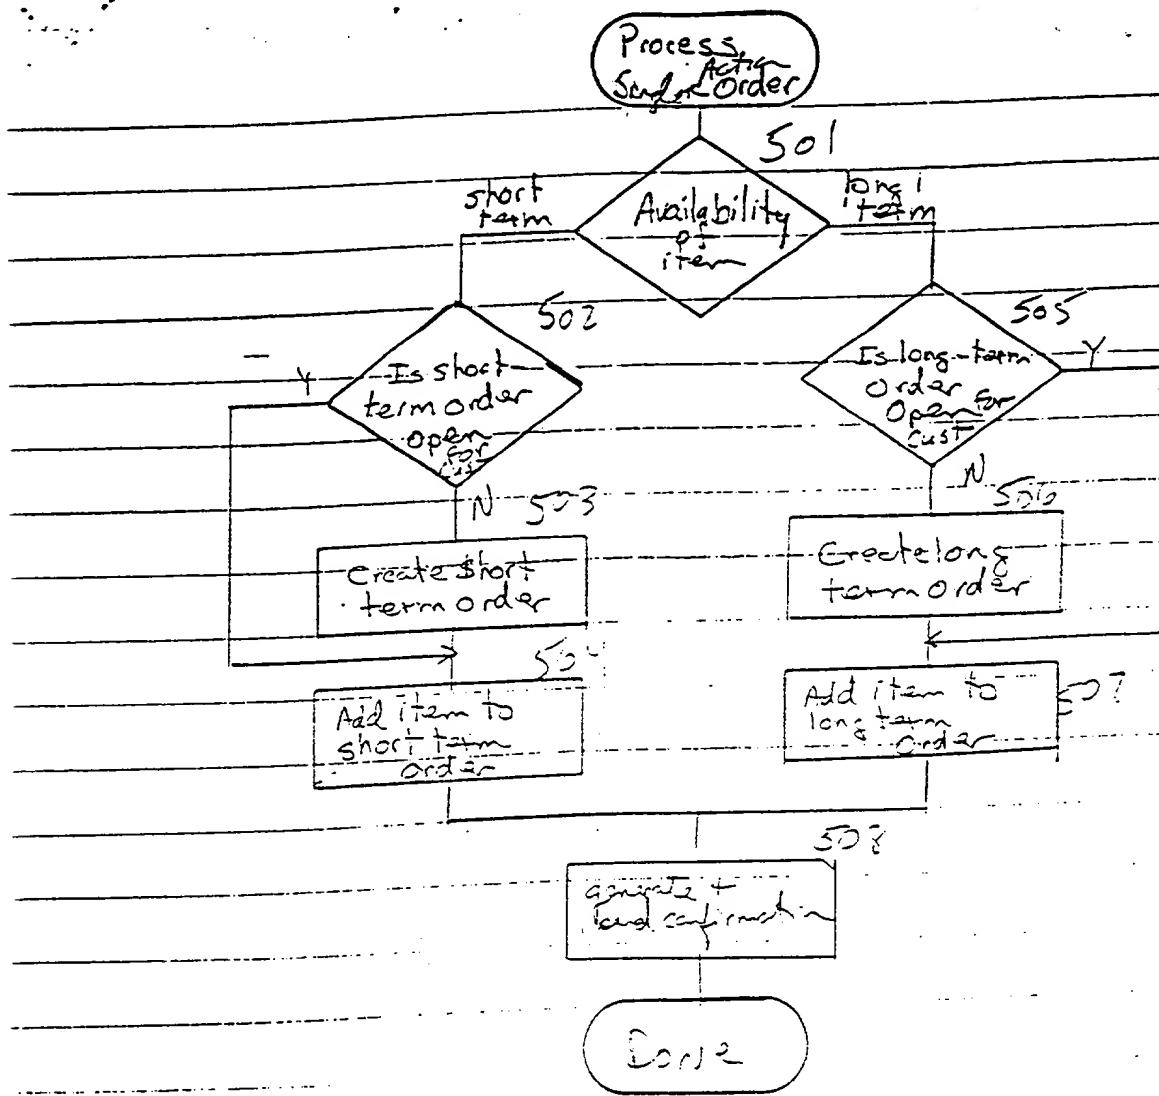 Process
Single Action
Order
501
short
term
long
term
Availability
of
item
502
505
Y
Is short-
term order
open
for
cust
Is long-term
order
open for
cust
Y
N
503
N
506
Create short
term order
Create long
term order
504
Add item to
short term
order
Add item to
long term
order
507
508
generate +
send confirmation
Done